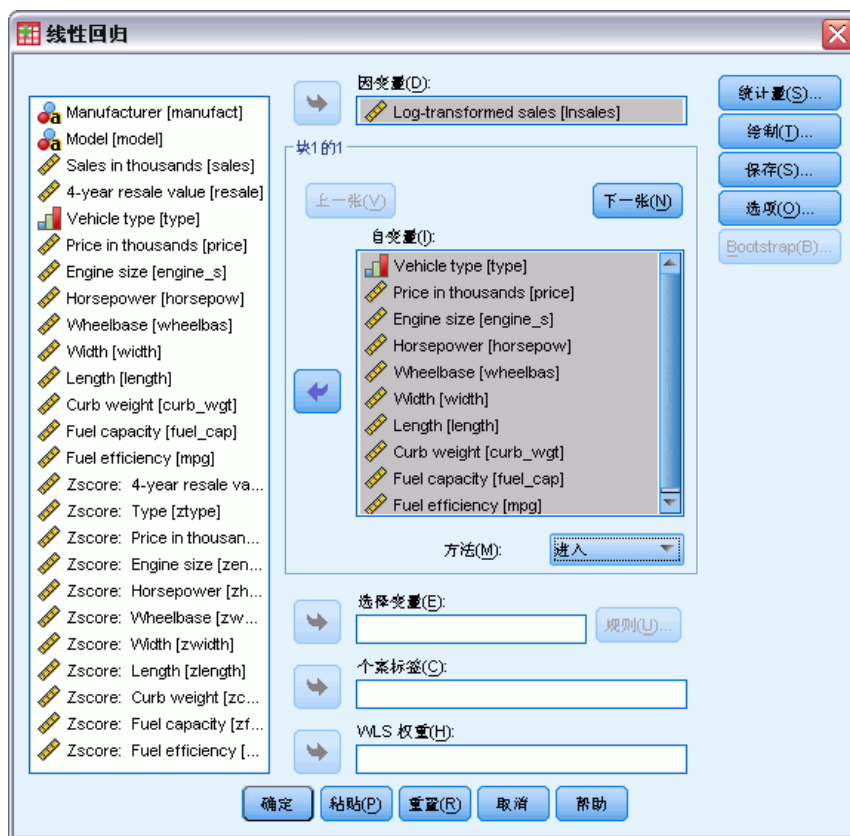 线性回归
Manufacturer [manufact]
Model [model]
Sales in thousands [sales]
4-year resale value [resale]
Vehicle type [type]
Price in thousands [price]
Engine size [engine_s]
Horsepower [horsepow]
Wheelbase [wheelbas]
Width [width]
Length [length]
Curb weight [curb_wgt]
Fuel capacity [fuel_cap]
Fuel efficiency [mpg]
Zscore: 4-year resale va...
Zscore: Type [ztype]
Zscore: Price in thousan...
Zscore: Engine size [zen...
Zscore: Horsepower [zh...
Zscore: Wheelbase [zw...
Zscore: Width [zwidth]
Zscore: Length [zlength]
Zscore: Curb weight [zc...
Zscore: Fuel capacity [zf...
Zscore: Fuel efficiency [...
因变量(D):
Log-transformed sales [lnsales]
块1的1
上一张(V)
下一张(N)
自变量(I):
Vehicle type [type]
Price in thousands [price]
Engine size [engine_s]
Horsepower [horsepow]
Wheelbase [wheelbas]
Width [width]
Length [length]
Curb weight [curb_wgt]
Fuel capacity [fuel_cap]
Fuel efficiency [mpg]
方法(M):
进入
选择变量(E):
规则(U)...
个案标签(C):
WLS 权重(H):
统计量(S)...
绘制(T)...
保存(S)...
选项(O)...
Bootstrap(B)...
确定
粘贴(P)
重置(R)
取消
帮助